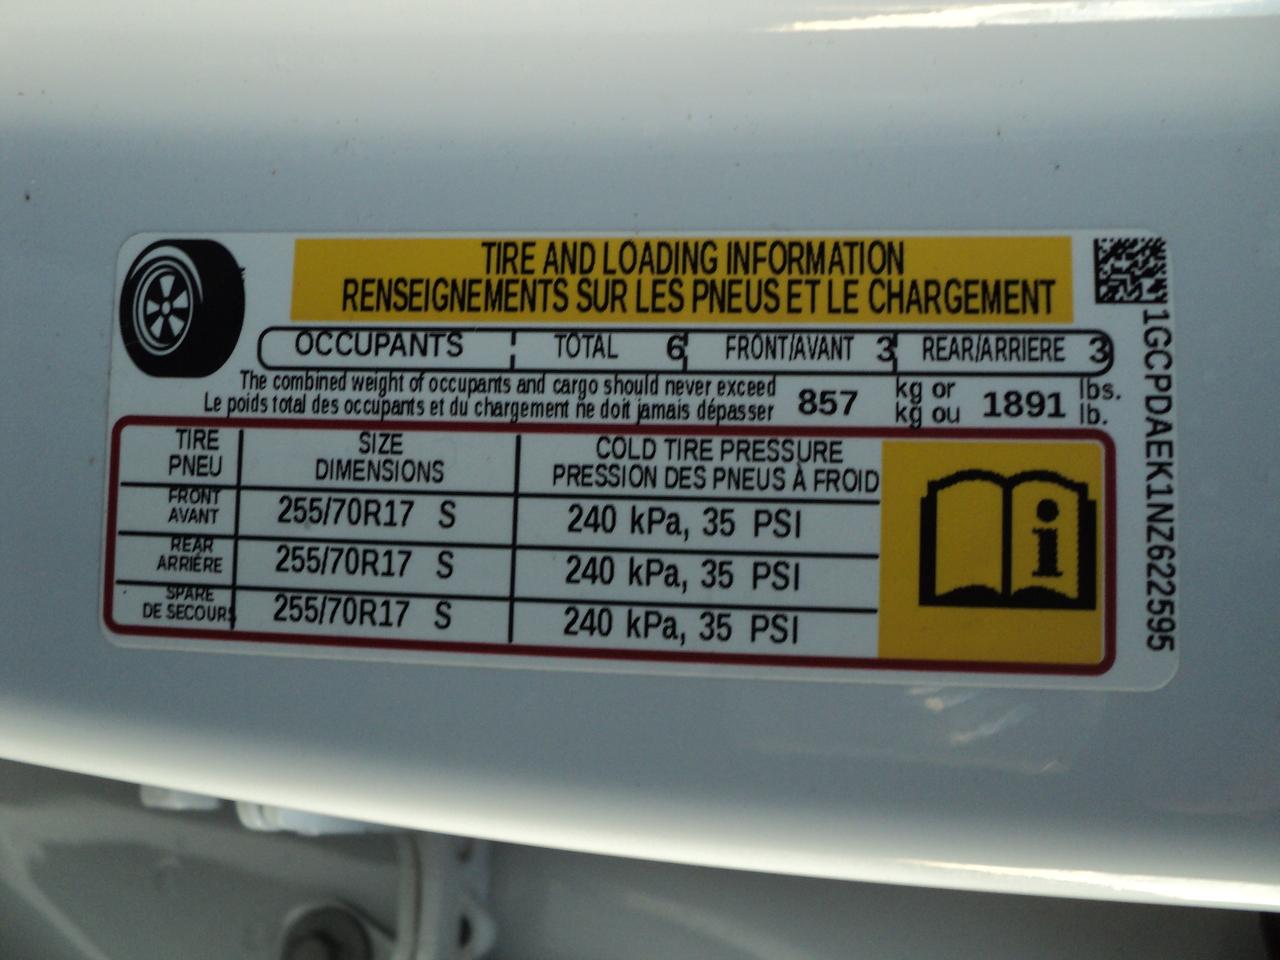 TIRE AND LOADING INFORMATION
RENSEIGNEMENTS SUR LES PNEUS ET LE CHARGEMENT
OCCUPANTS TOTAL 6 FRONT/AVANT 3 REAR/ARRIERE 3
The combined weight of occupants and cargo should never exceed 857 kg or 1891 lbs.
Le poids total des occupants et du chargement ne doit jamais dépasser kg ou lb.
TIRE SIZE COLD TIRE PRESSURE
PNEU DIMENSIONS PRESSION DES PNEUS À FROID
FRONT
AVANT 255/70R17 S 240 kPa, 35 PSI
REAR
ARRIÈRE 255/70R17 S 240 kPa, 35 PSI
SPARE
DE SECOURS 255/70R17 S 240 kPa, 35 PSI
1GCPDAEK1NZ622595